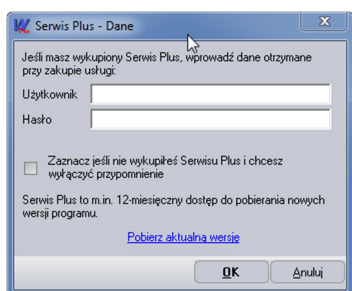 Serwis Plus - Dane
Jeśli masz wykupiony Serwis Plus, wprowadź dane otrzymane
przy zakupie usługi:
Użytkownik
Hasło
Zaznacz jeśli nie wykupiłeś Serwisu Plus i chcesz
wyłączyć przypomnienie
Serwis Plus to m.in. 12-miesięczny dostęp do pobierania nowych
wersji programu.
Pobierz aktualną wersję
OK
Anuluj